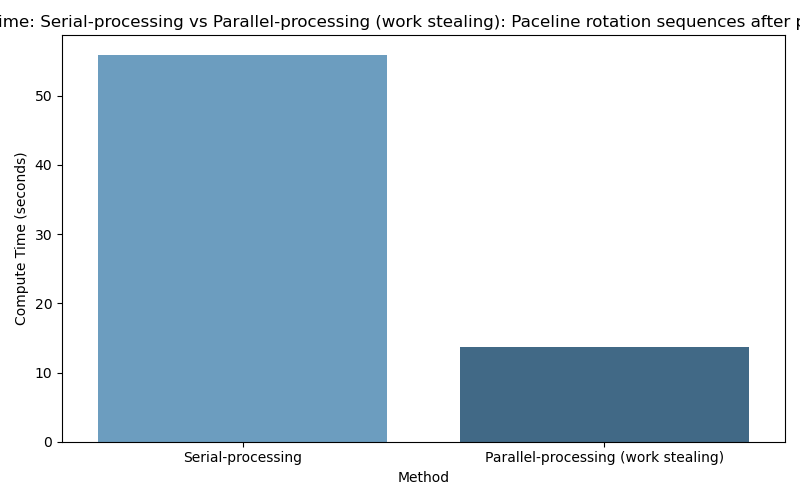 ime: Serial-processing vs Parallel-processing (work stealing): Paceline rotation sequences after p
50
40
30
20
10
0
Compute Time (seconds)
Serial-processing
Parallel-processing (work stealing)
Method